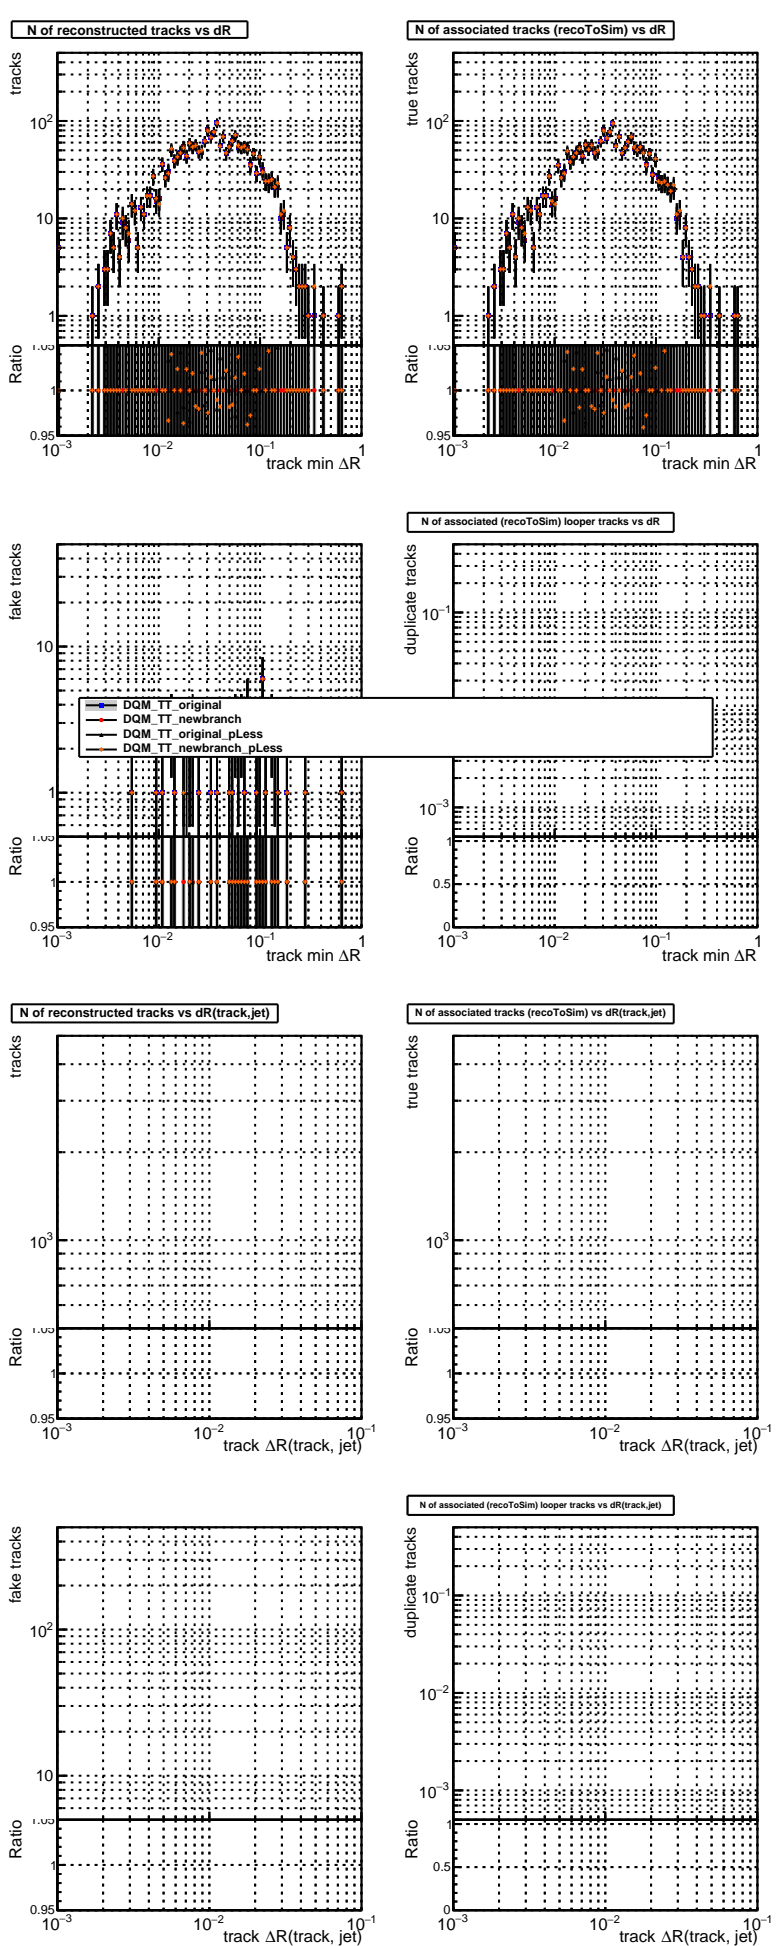 N of reconstructed tracks vs dR
tracks
10²
10
1
1.05
Ratio
1
0.95
10⁻³
10⁻²
10⁻¹
1
track min ΔR
N of associated tracks (recoToSim) vs dR
true tracks
10²
10
1
1.05
Ratio
1
0.95
10⁻³
10⁻²
10⁻¹
1
track min ΔR
fake tracks
10
1
1.05
Ratio
1
0.95
10⁻³
10⁻²
10⁻¹
1
track min ΔR
N of associated (recoToSim) looper tracks vs dR
duplicate tracks
10⁻¹
10⁻³
1
Ratio
0.5
0
10⁻³
10⁻²
10⁻¹
1
track min ΔR
DQM_TT_original
DQM_TT_newbranch
DQM_TT_original_pLess
DQM_TT_newbranch_pLess
N of reconstructed tracks vs dR(track,jet)
tracks
10³
1.05
Ratio
1
0.95
10⁻³
10⁻²
10⁻¹
track ΔR(track, jet)
N of associated tracks (recoToSim) vs dR(track,jet)
true tracks
10³
1.05
Ratio
1
0.95
10⁻³
10⁻²
10⁻¹
track ΔR(track, jet)
fake tracks
10²
10
1.05
Ratio
1
0.95
10⁻³
10⁻²
10⁻¹
track ΔR(track, jet)
N of associated (recoToSim) looper tracks vs dR(track,jet)
duplicate tracks
10⁻¹
10⁻²
10⁻³
1
Ratio
0.5
0
10⁻³
10⁻²
10⁻¹
track ΔR(track, jet)